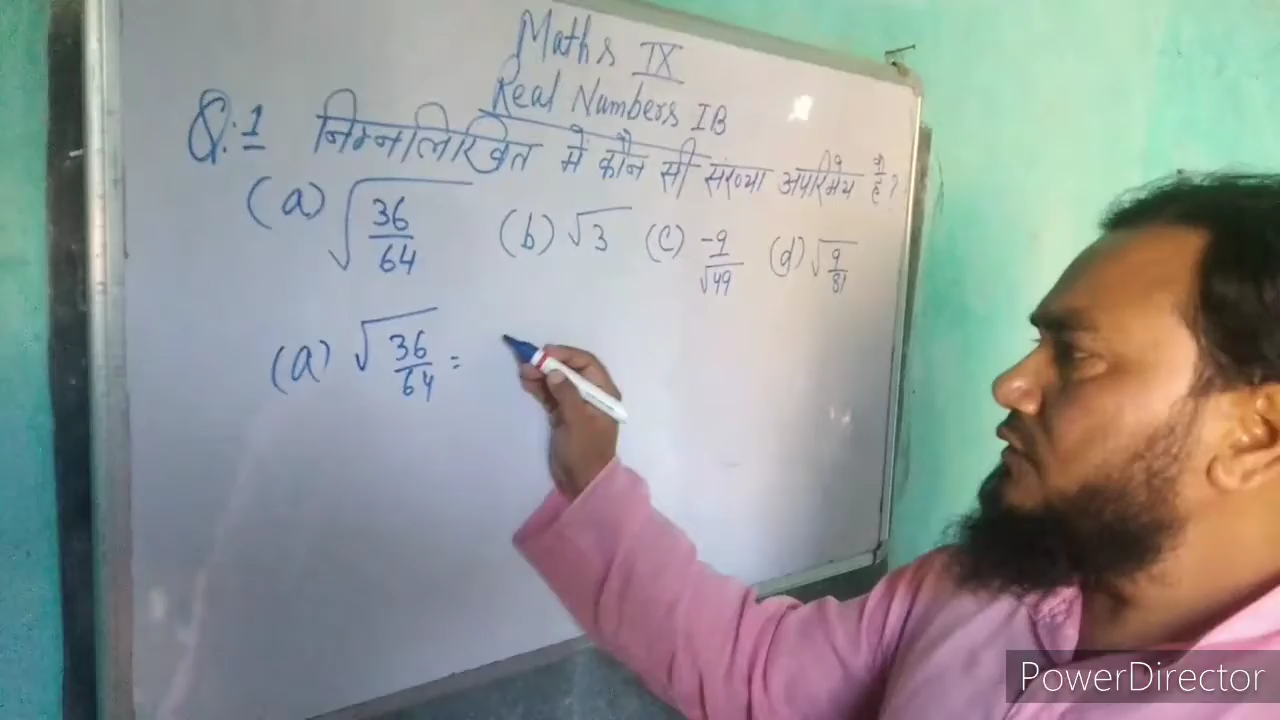 Maths IX
Real Numbers IB
Q.:1 निम्नलिखित में कौन सी संख्या अपरिमेय है?
(a) √36/64 (b) √3 (c) -9/√49 (d) √9/81
(a) √36/64 =
PowerDirector